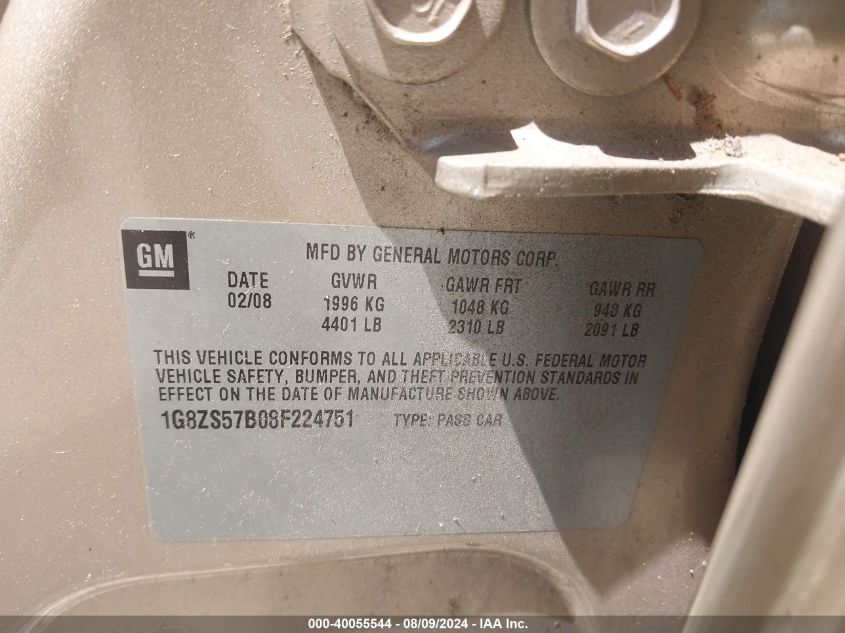 GM®
MFD BY GENERAL MOTORS CORP.
DATE GVWR GAWR FRT GAWR RR
02/08 1996 KG 1048 KG 948 KG
4401 LB 2310 LB 2091 LB
THIS VEHICLE CONFORMS TO ALL APPLICABLE U.S. FEDERAL MOTOR
VEHICLE SAFETY, BUMPER, AND THEFT PREVENTION STANDARDS IN
EFFECT ON THE DATE OF MANUFACTURE SHOWN ABOVE.
1G8ZS57B08F224751 TYPE: PASS CAR
000-40055544 - 08/09/2024 - IAA Inc.